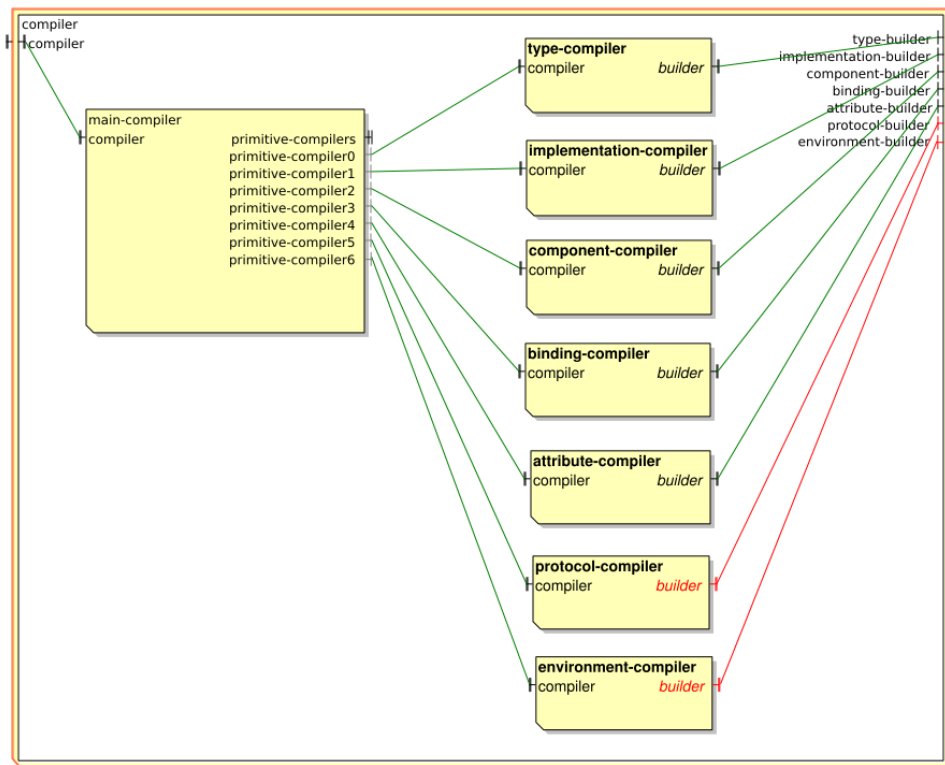 compiler
compiler
main-compiler
compiler
primitive-compilers
primitive-compiler0
primitive-compiler1
primitive-compiler2
primitive-compiler3
primitive-compiler4
primitive-compiler5
primitive-compiler6
type-compiler
compiler builder
implementation-compiler
compiler builder
component-compiler
compiler builder
binding-compiler
compiler builder
attribute-compiler
compiler builder
protocol-compiler
compiler builder
environment-compiler
compiler builder
type-builder
implementation-builder
component-builder
binding-builder
attribute-builder
protocol-builder
environment-builder